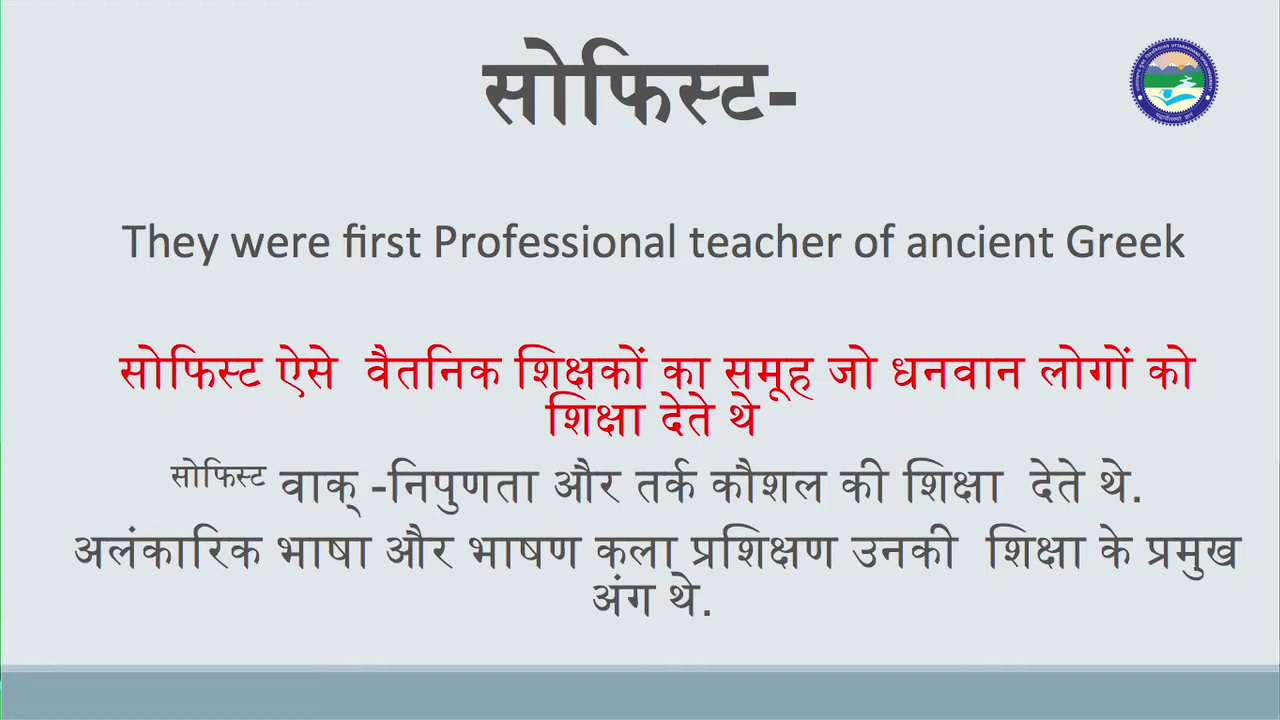 सोफिस्ट-
They were first Professional teacher of ancient Greek
सोफिस्ट ऐसे वैतनिक शिक्षकों का समूह जो धनवान लोगों को
शिक्षा देते थे
सोफिस्ट वाक् -निपुणता और तर्क कौशल की शिक्षा देते थे.
अलंकारिक भाषा और भाषण कला प्रशिक्षण उनकी शिक्षा के प्रमुख
अंग थे.